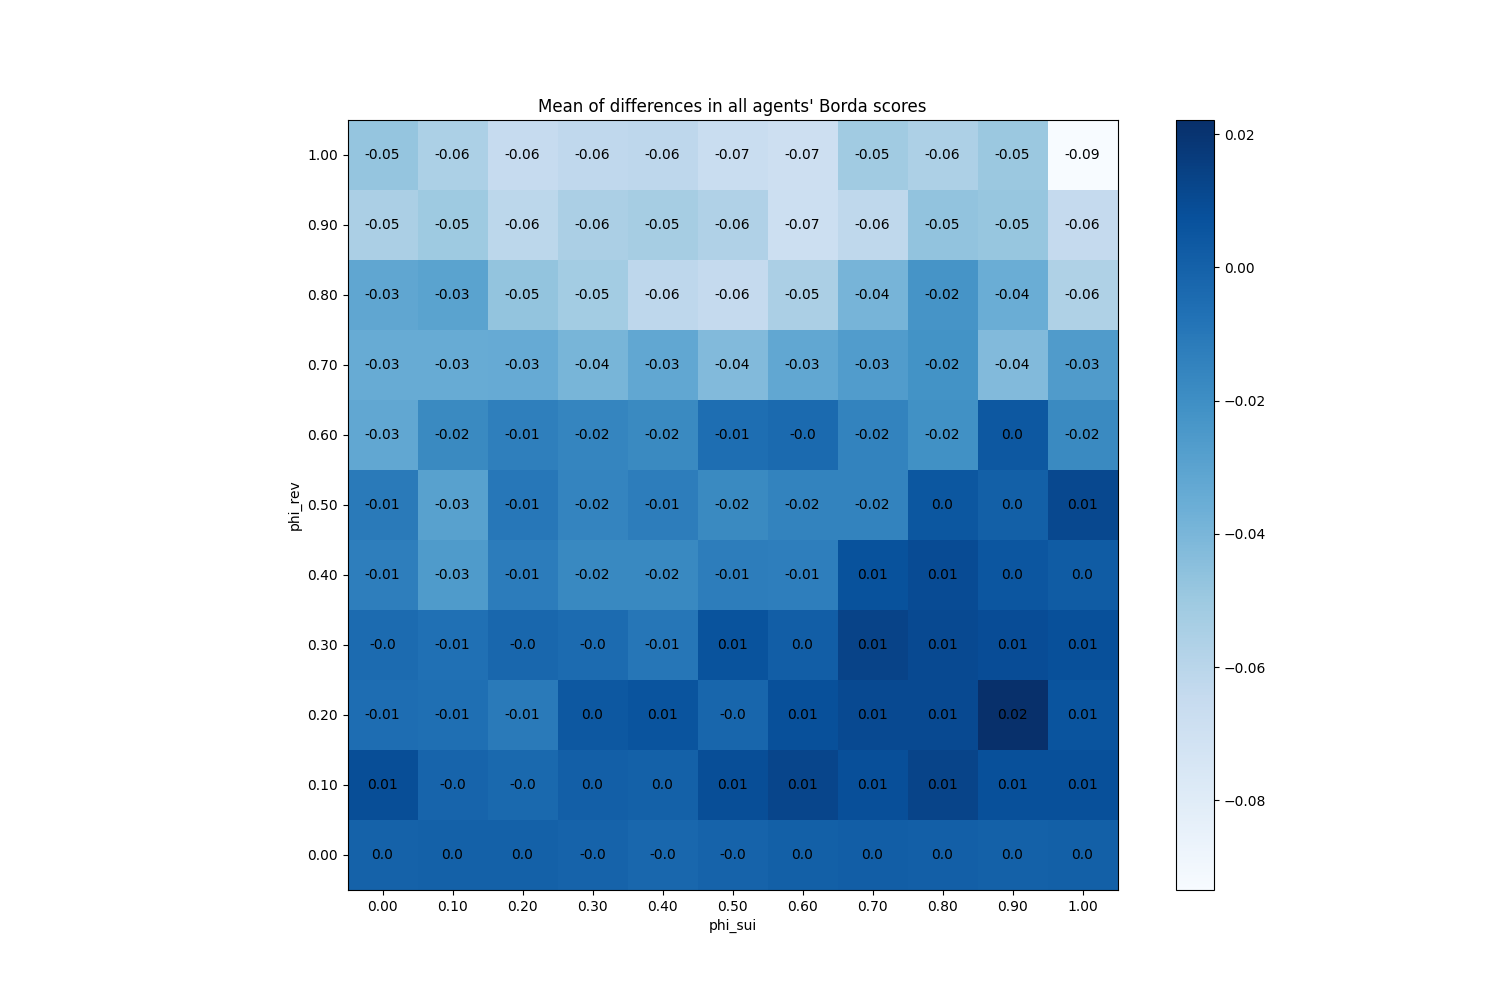 Mean of differences in all agents' Borda scores
1.00 -0.05 -0.06 -0.06 -0.06 -0.06 -0.07 -0.07 -0.05 -0.06 -0.05 -0.09
0.90 -0.05 -0.05 -0.06 -0.05 -0.05 -0.06 -0.07 -0.06 -0.05 -0.05 -0.06
0.80 -0.03 -0.03 -0.05 -0.05 -0.06 -0.06 -0.05 -0.04 -0.02 -0.04 -0.06
0.70 -0.03 -0.03 -0.03 -0.04 -0.03 -0.04 -0.03 -0.03 -0.02 -0.04 -0.03
0.60 -0.03 -0.02 -0.01 -0.02 -0.02 -0.01 -0.0 -0.02 -0.02 0.0 -0.02
phi_rev
0.50 -0.01 -0.03 -0.01 -0.02 -0.01 -0.02 -0.02 -0.02 0.0 0.0 0.01
0.40 -0.01 -0.03 -0.01 -0.02 -0.02 -0.01 -0.01 0.01 0.01 0.0 0.0
0.30 -0.0 -0.01 -0.0 -0.0 -0.01 0.01 0.0 0.01 0.01 0.01 0.01
0.20 -0.01 -0.01 -0.01 0.0 0.01 -0.0 0.01 0.01 0.01 0.02 0.01
0.10 0.01 -0.0 -0.0 0.0 0.0 0.01 0.01 0.01 0.01 0.01 0.01
0.00 0.0 0.0 0.0 -0.0 -0.0 -0.0 0.0 0.0 0.0 0.0 0.0
0.00 0.10 0.20 0.30 0.40 0.50 0.60 0.70 0.80 0.90 1.00
phi_sui
0.02
0.00
−0.02
−0.04
−0.06
−0.08